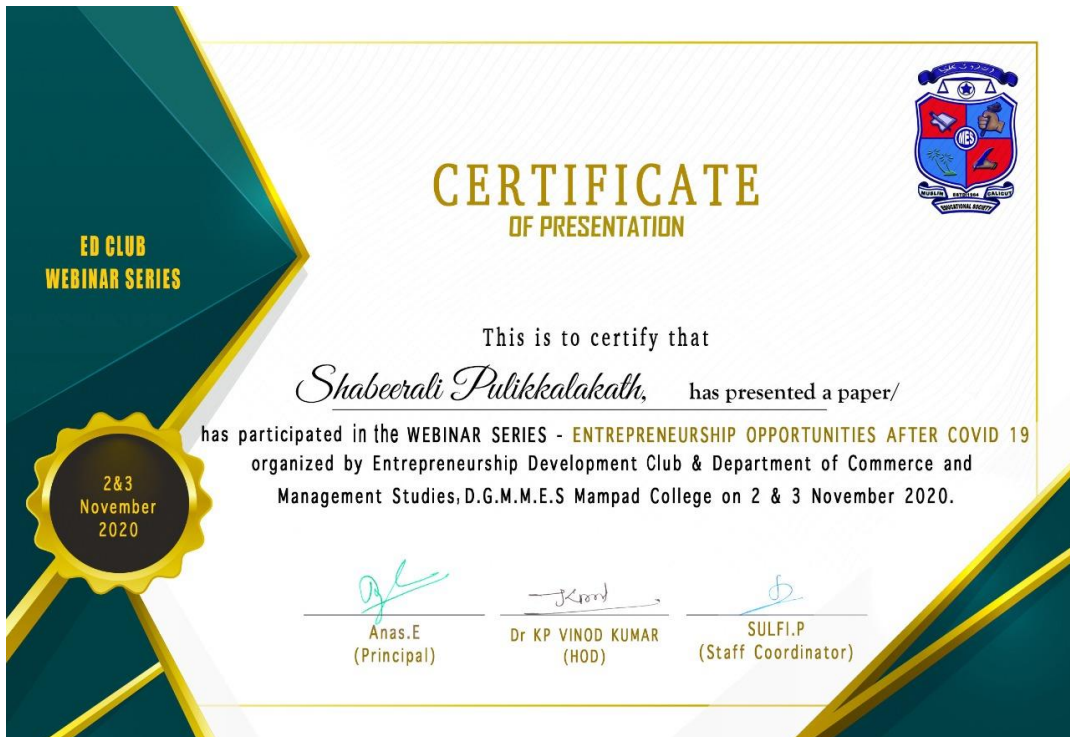 ED CLUB
WEBINAR SERIES
CERTIFICATE
OF PRESENTATION
MES
MUSLIM ESTD 1964 CALICUT
EDUCATIONAL SOCIETY
This is to certify that
Shabeerali Pulikkalakath, has presented a paper/
has participated in the WEBINAR SERIES - ENTREPRENEURSHIP OPPORTUNITIES AFTER COVID 19
organized by Entrepreneurship Development Club & Department of Commerce and
Management Studies, D.G.M.M.E.S Mampad College on 2 & 3 November 2020.
2&3
November
2020
Anas.E
(Principal)
Dr KP VINOD KUMAR
(HOD)
SULFI.P
(Staff Coordinator)